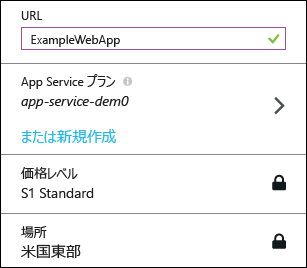 URL
ExampleWebApp
App Service プラン
app-service-dem0
または新規作成
価格レベル
S1 Standard
場所
米国東部